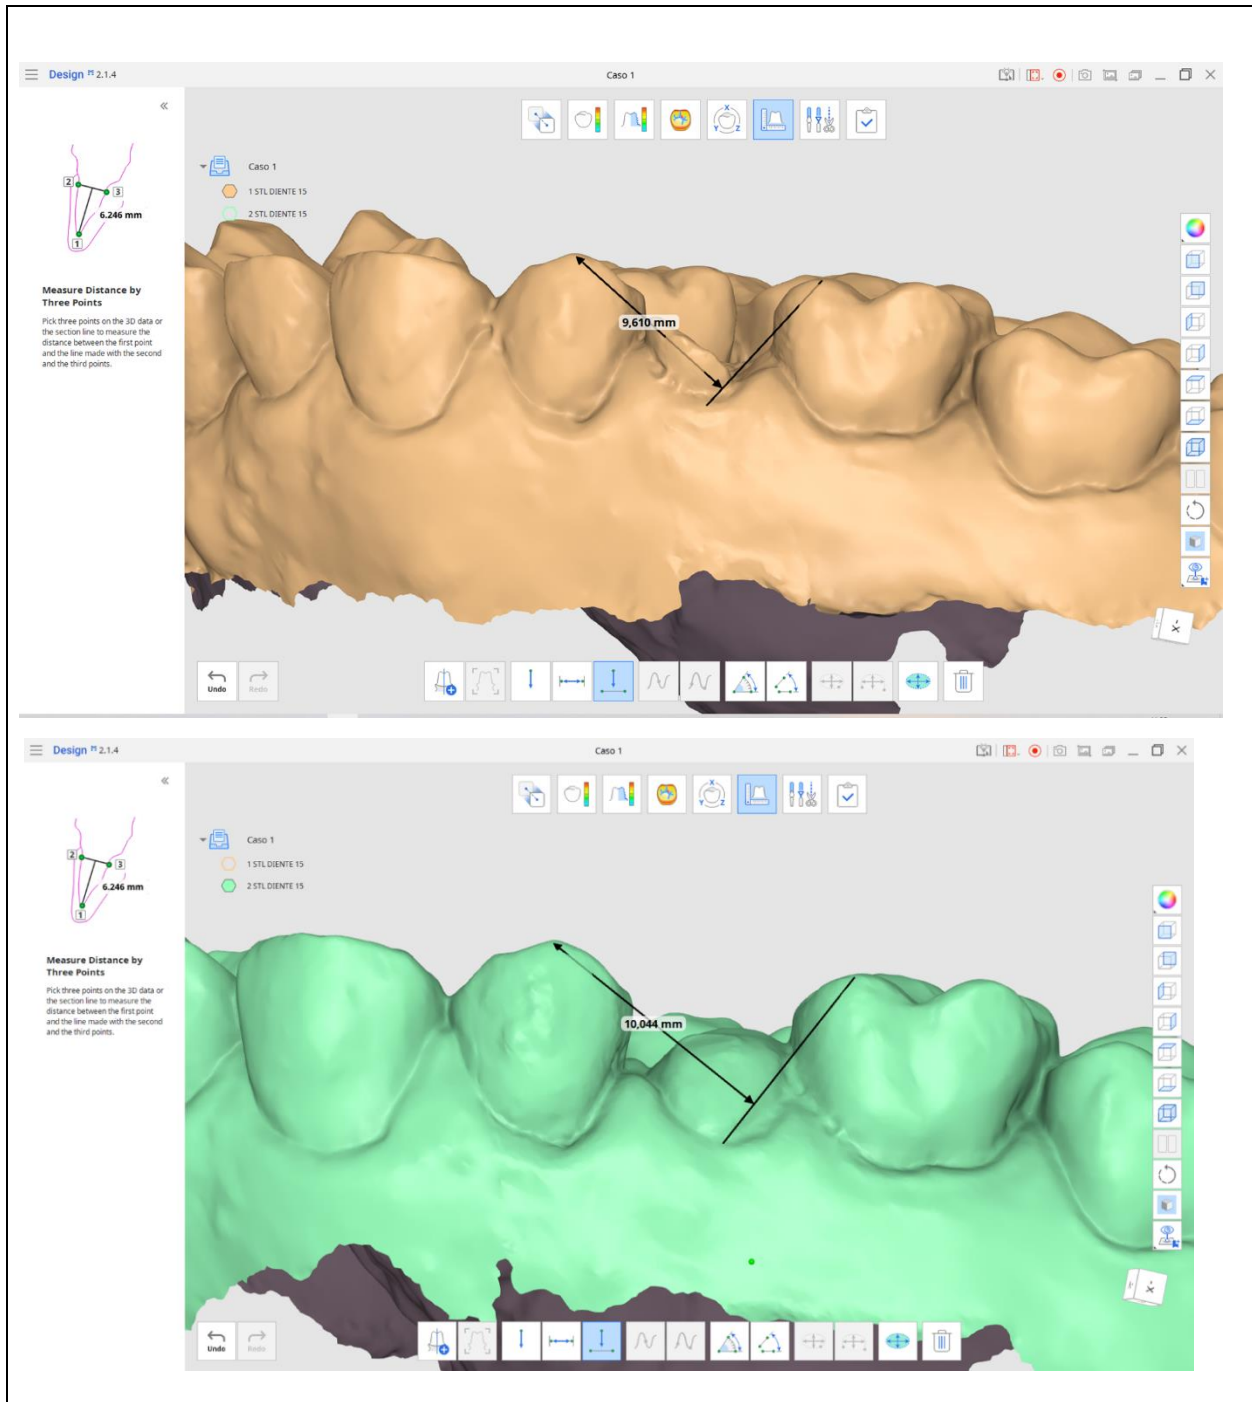 Design 2.1.4
Caso 1
«
2
3
6.246 mm
1
Measure Distance by
Three Points
Pick three points on the 3D data or
the section line to measure the
distance between the first point
and the line made with the second
and the third points.
X
Y
Z
Caso 1
1 STL DIENTE 15
2 STL DIENTE 15
9,610 mm
-X
Undo
Redo
Design 2.1.4
Caso 1
«
2
3
6.246 mm
1
Measure Distance by
Three Points
Pick three points on the 3D data or
the section line to measure the
distance between the first point
and the line made with the second
and the third points.
X
Y
Z
Caso 1
1 STL DIENTE 15
2 STL DIENTE 15
10,044 mm
-X
Undo
Redo